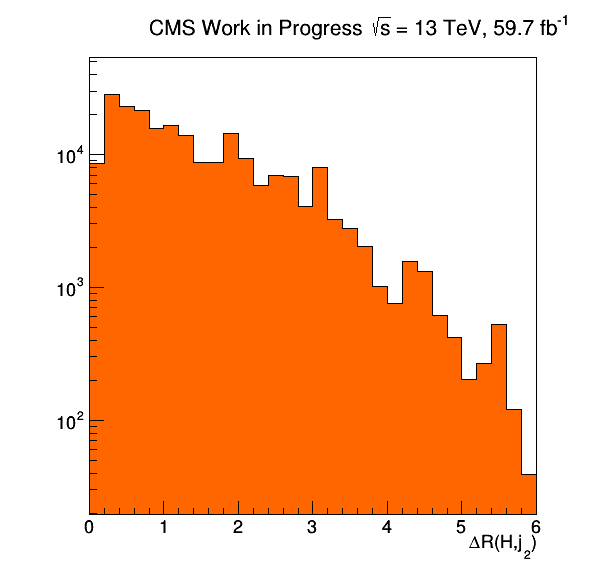 CMS Work in Progress √s = 13 TeV, 59.7 fb⁻¹
10⁴
10³
10²
0 1 2 3 4 5 6
ΔR(H,j₂)